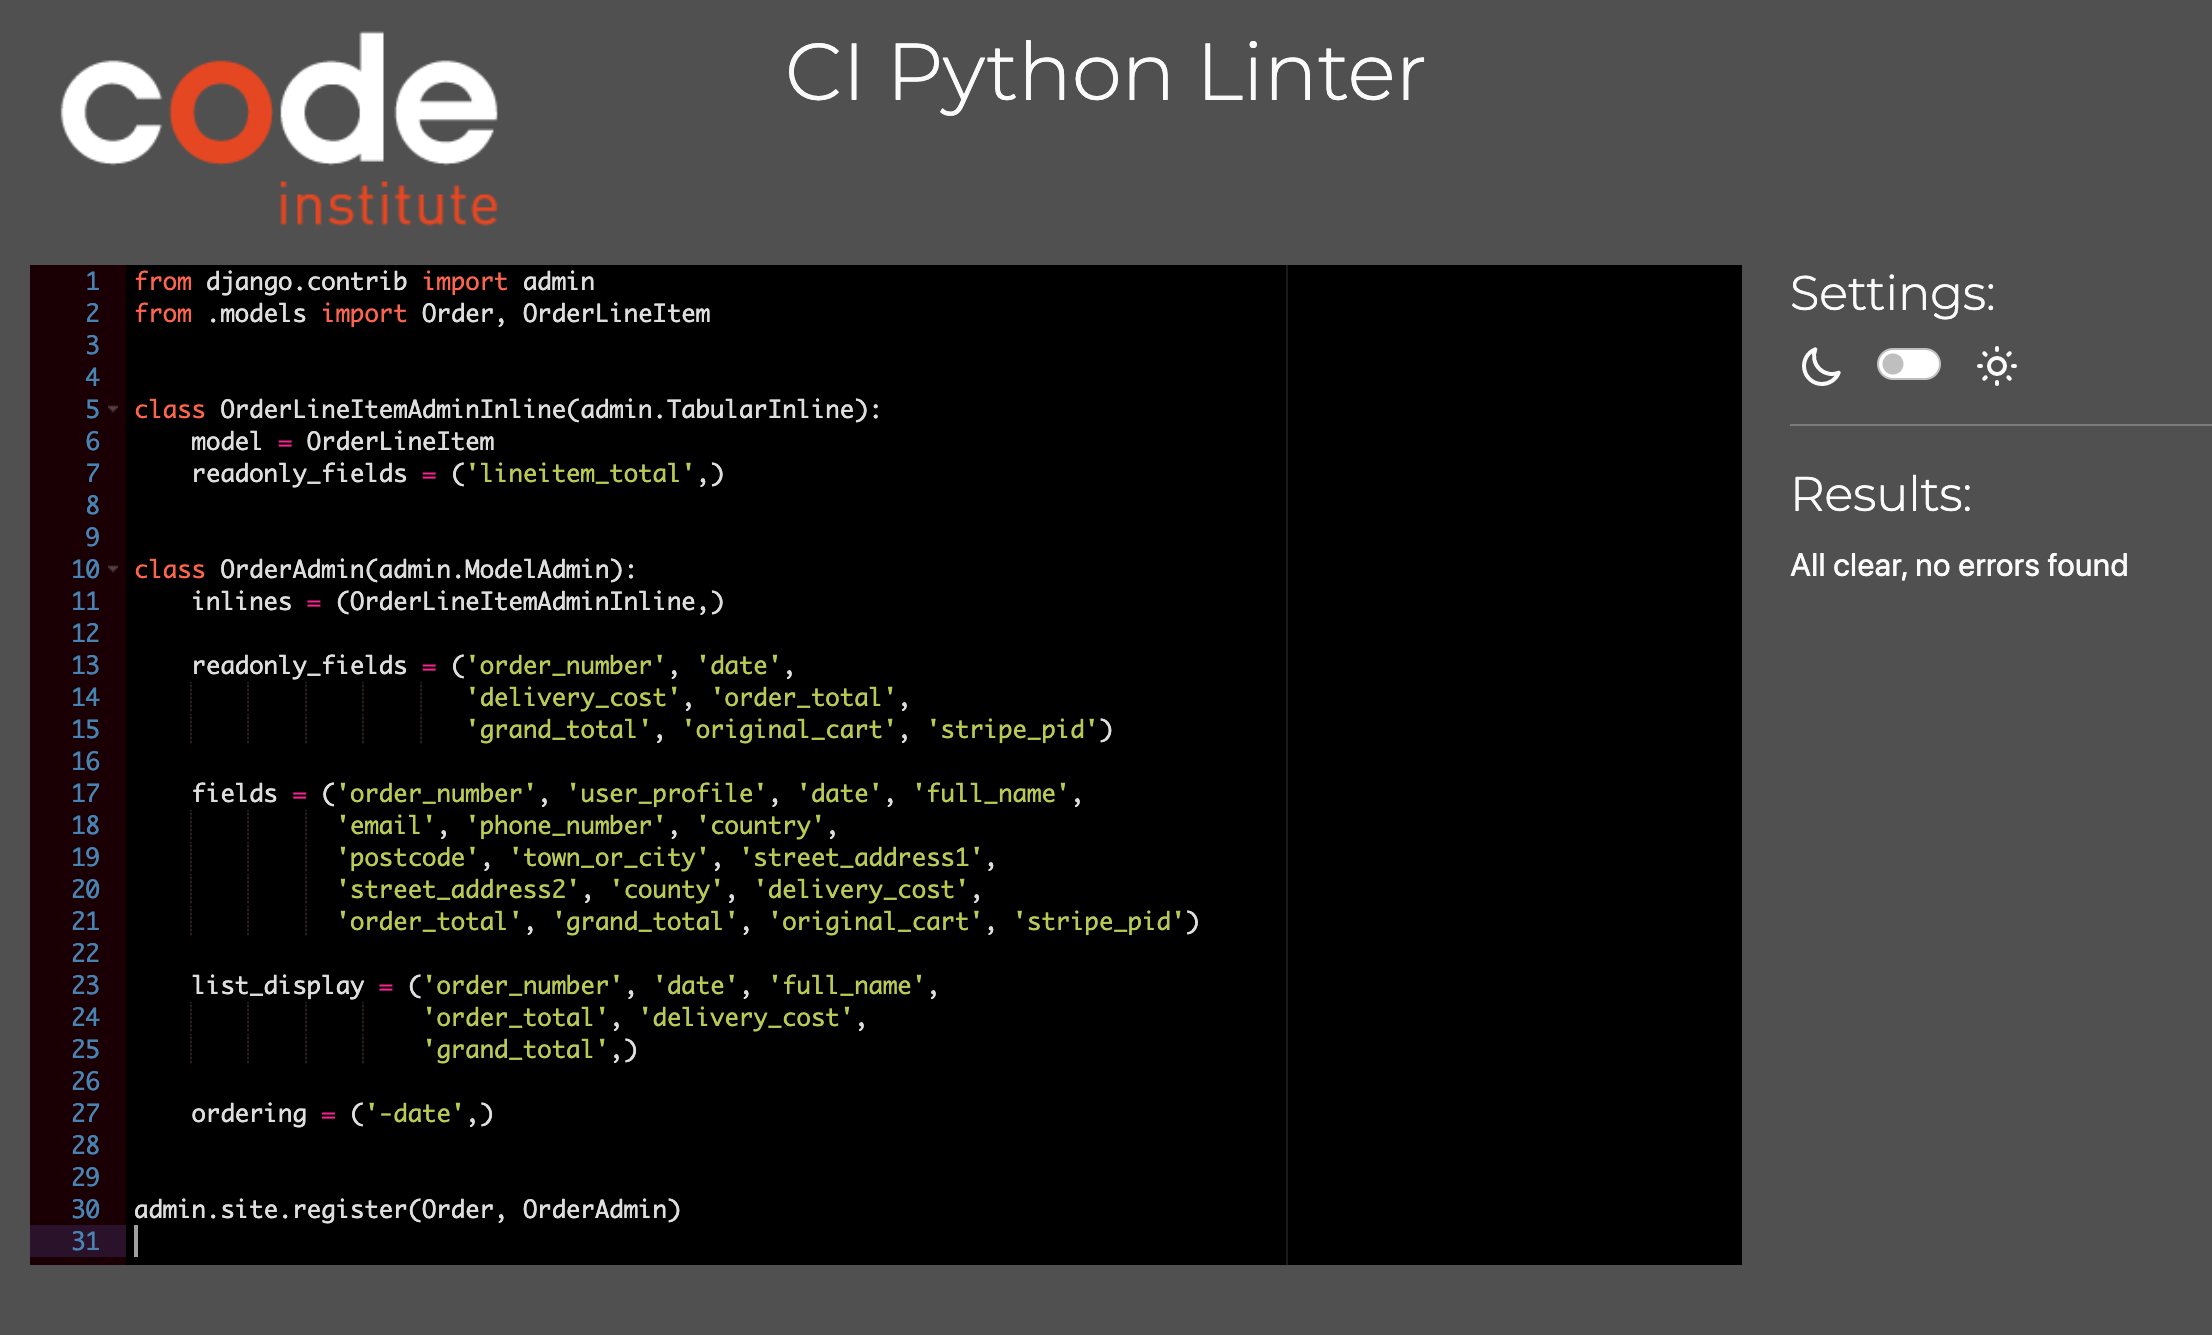 code
institute
CI Python Linter
1 from django.contrib import admin
2 from .models import Order, OrderLineItem
3
4
5 class OrderLineItemAdminInline(admin.TabularInline):
6     model = OrderLineItem
7     readonly_fields = ('lineitem_total',)
8
9
10 class OrderAdmin(admin.ModelAdmin):
11     inlines = (OrderLineItemAdminInline,)
12
13     readonly_fields = ('order_number', 'date',
14                        'delivery_cost', 'order_total',
15                        'grand_total', 'original_cart', 'stripe_pid')
16
17     fields = ('order_number', 'user_profile', 'date', 'full_name',
18               'email', 'phone_number', 'country',
19               'postcode', 'town_or_city', 'street_address1',
20               'street_address2', 'county', 'delivery_cost',
21               'order_total', 'grand_total', 'original_cart', 'stripe_pid')
22
23     list_display = ('order_number', 'date', 'full_name',
24                     'order_total', 'delivery_cost',
25                     'grand_total',)
26
27     ordering = ('-date',)
28
29
30 admin.site.register(Order, OrderAdmin)
31
Settings:
Results:
All clear, no errors found